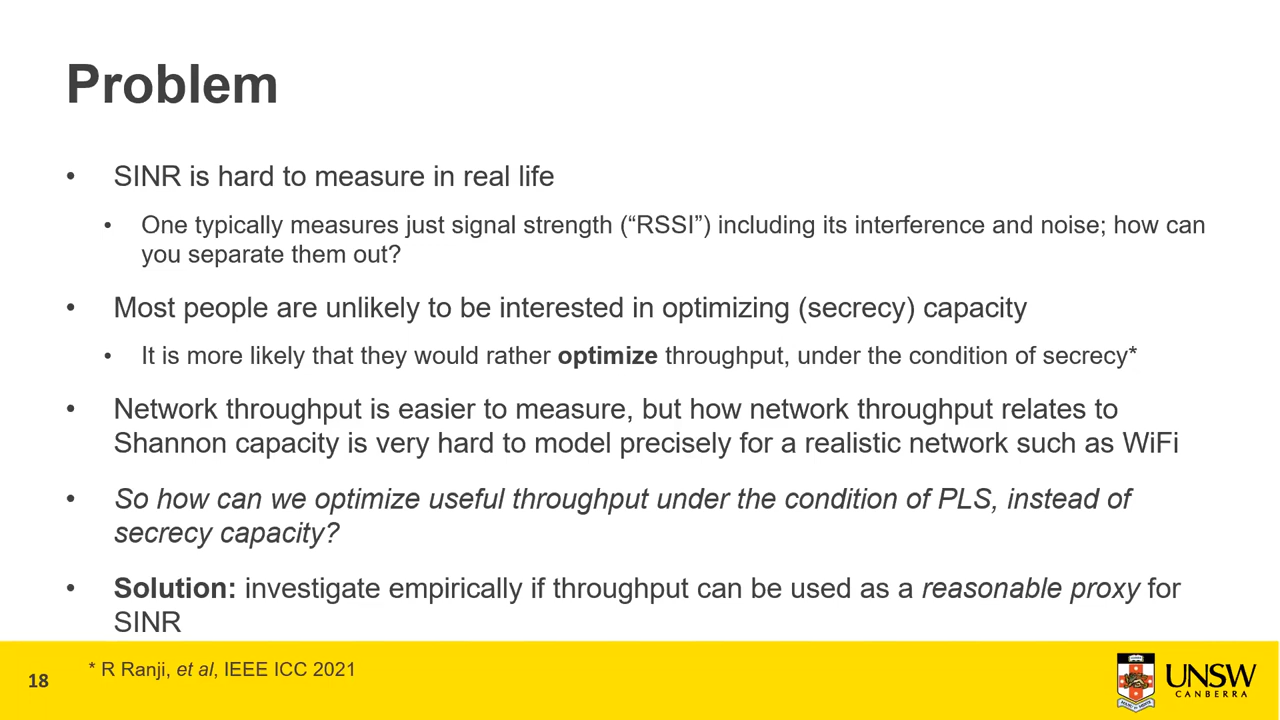 Problem
• SINR is hard to measure in real life
• One typically measures just signal strength (“RSSI”) including its interference and noise; how can
you separate them out?
• Most people are unlikely to be interested in optimizing (secrecy) capacity
• It is more likely that they would rather optimize throughput, under the condition of secrecy*
• Network throughput is easier to measure, but how network throughput relates to
Shannon capacity is very hard to model precisely for a realistic network such as WiFi
• So how can we optimize useful throughput under the condition of PLS, instead of
secrecy capacity?
• Solution: investigate empirically if throughput can be used as a reasonable proxy for
SINR
* R Ranji, et al, IEEE ICC 2021
18
UNSW
CANBERRA